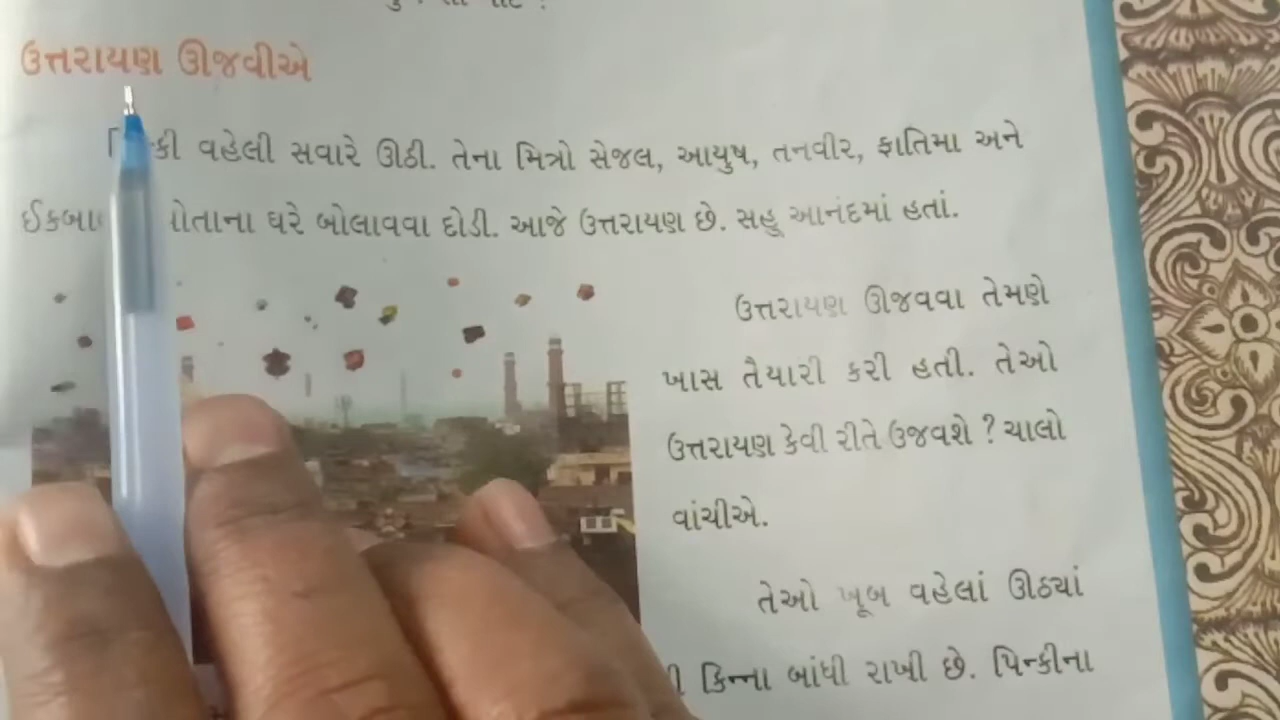 ઉત્તરાયણ ઊજવીએ
વહેલી સવારે ઊઠી. તેના મિત્રો સેજલ, આયુષ, તનવીર, ફાતિમા અને
ઘરે બોલાવવા દોડી. આજે ઉત્તરાયણ છે. સહુ આનંદમાં હતાં.
ઉત્તરાયણ ઊજવવા તેમણે
ખાસ તૈયારી કરી હતી. તેઓ
ઉત્તરાયણ કેવી રીતે ઉજવશે ? ચાલો
વાંચીએ.
તેઓ ખૂબ વહેલાં ઊઠ્યાં
કિન્ના બાંધી રાખી છે. પિન્કીના